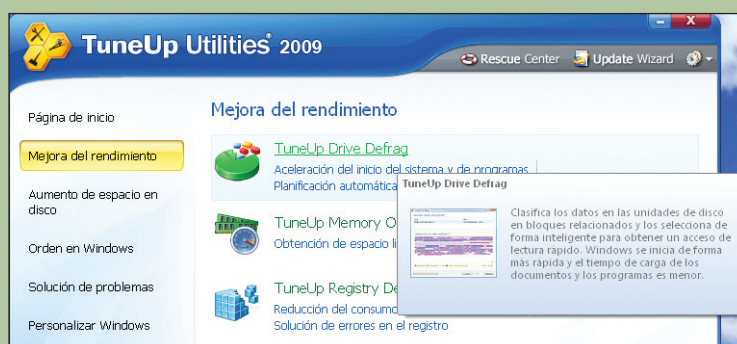 TuneUp Utilities 2009
Rescue Center Update Wizard
Página de inicio
Mejora del rendimiento
Aumento de espacio en
disco
Orden en Windows
Solución de problemas
Personalizar Windows
Mejora del rendimiento
TuneUp Drive Defrag
Aceleración del inicio del sistema y de programas
Planificación automática
TuneUp Memory O
Obtención de espacio li
TuneUp Registry De
Reducción del consumo
Solución de errores en el registro
TuneUp Drive Defrag
Clasifica los datos en las unidades de disco
en bloques relacionados y los selecciona de
forma inteligente para obtener un acceso de
lectura rápido. Windows se inicia de forma
más rápida y el tiempo de carga de los
documentos y los programas es menor.